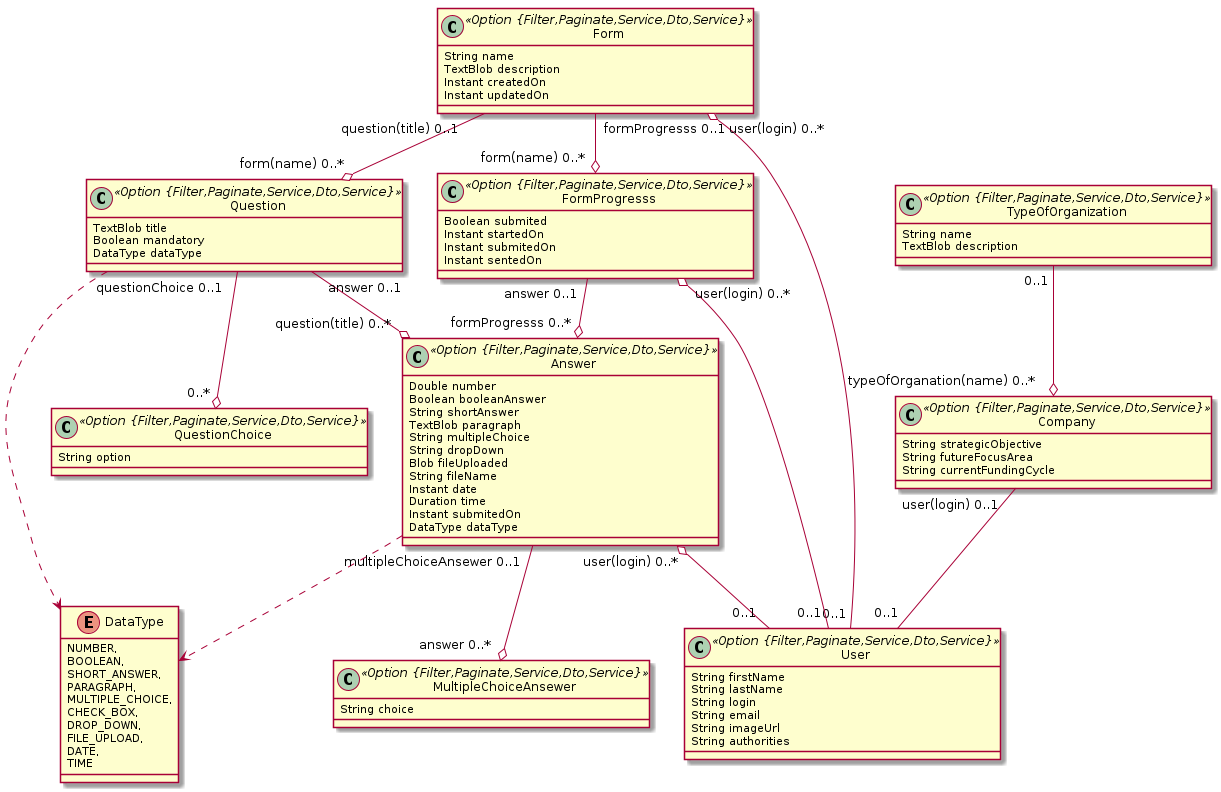 C «Option {Filter,Paginate,Service,Dto,Service}»
Form
String name
TextBlob description
Instant createdOn
Instant updatedOn
question(title) 0..1
formProgresss 0..1
user(login) 0..*
form(name) 0..*
form(name) 0..*
C «Option {Filter,Paginate,Service,Dto,Service}»
Question
TextBlob title
Boolean mandatory
DataType dataType
C «Option {Filter,Paginate,Service,Dto,Service}»
FormProgresss
Boolean submited
Instant startedOn
Instant submitedOn
Instant sentedOn
C «Option {Filter,Paginate,Service,Dto,Service}»
TypeOfOrganization
String name
TextBlob description
questionChoice 0..1
answer 0..1
answer 0..1
user(login) 0..*
0..1
question(title) 0..*
formProgresss 0..*
0..*
typeOfOrganation(name) 0..*
C «Option {Filter,Paginate,Service,Dto,Service}»
Answer
Double number
Boolean booleanAnswer
String shortAnswer
TextBlob paragraph
String multipleChoice
String dropDown
Blob fileUploaded
String fileName
Instant date
Duration time
Instant submitedOn
DataType dataType
C «Option {Filter,Paginate,Service,Dto,Service}»
QuestionChoice
String option
C «Option {Filter,Paginate,Service,Dto,Service}»
Company
String strategicObjective
String futureFocusArea
String currentFundingCycle
user(login) 0..1
multipleChoiceAnsewer 0..1
user(login) 0..*
0..1
0..1
0..1
0..1
answer 0..*
E DataType
NUMBER,
BOOLEAN,
SHORT_ANSWER,
PARAGRAPH,
MULTIPLE_CHOICE,
CHECK_BOX,
DROP_DOWN,
FILE_UPLOAD,
DATE,
TIME
C «Option {Filter,Paginate,Service,Dto,Service}»
MultipleChoiceAnsewer
String choice
C «Option {Filter,Paginate,Service,Dto,Service}»
User
String firstName
String lastName
String login
String email
String imageUrl
String authorities